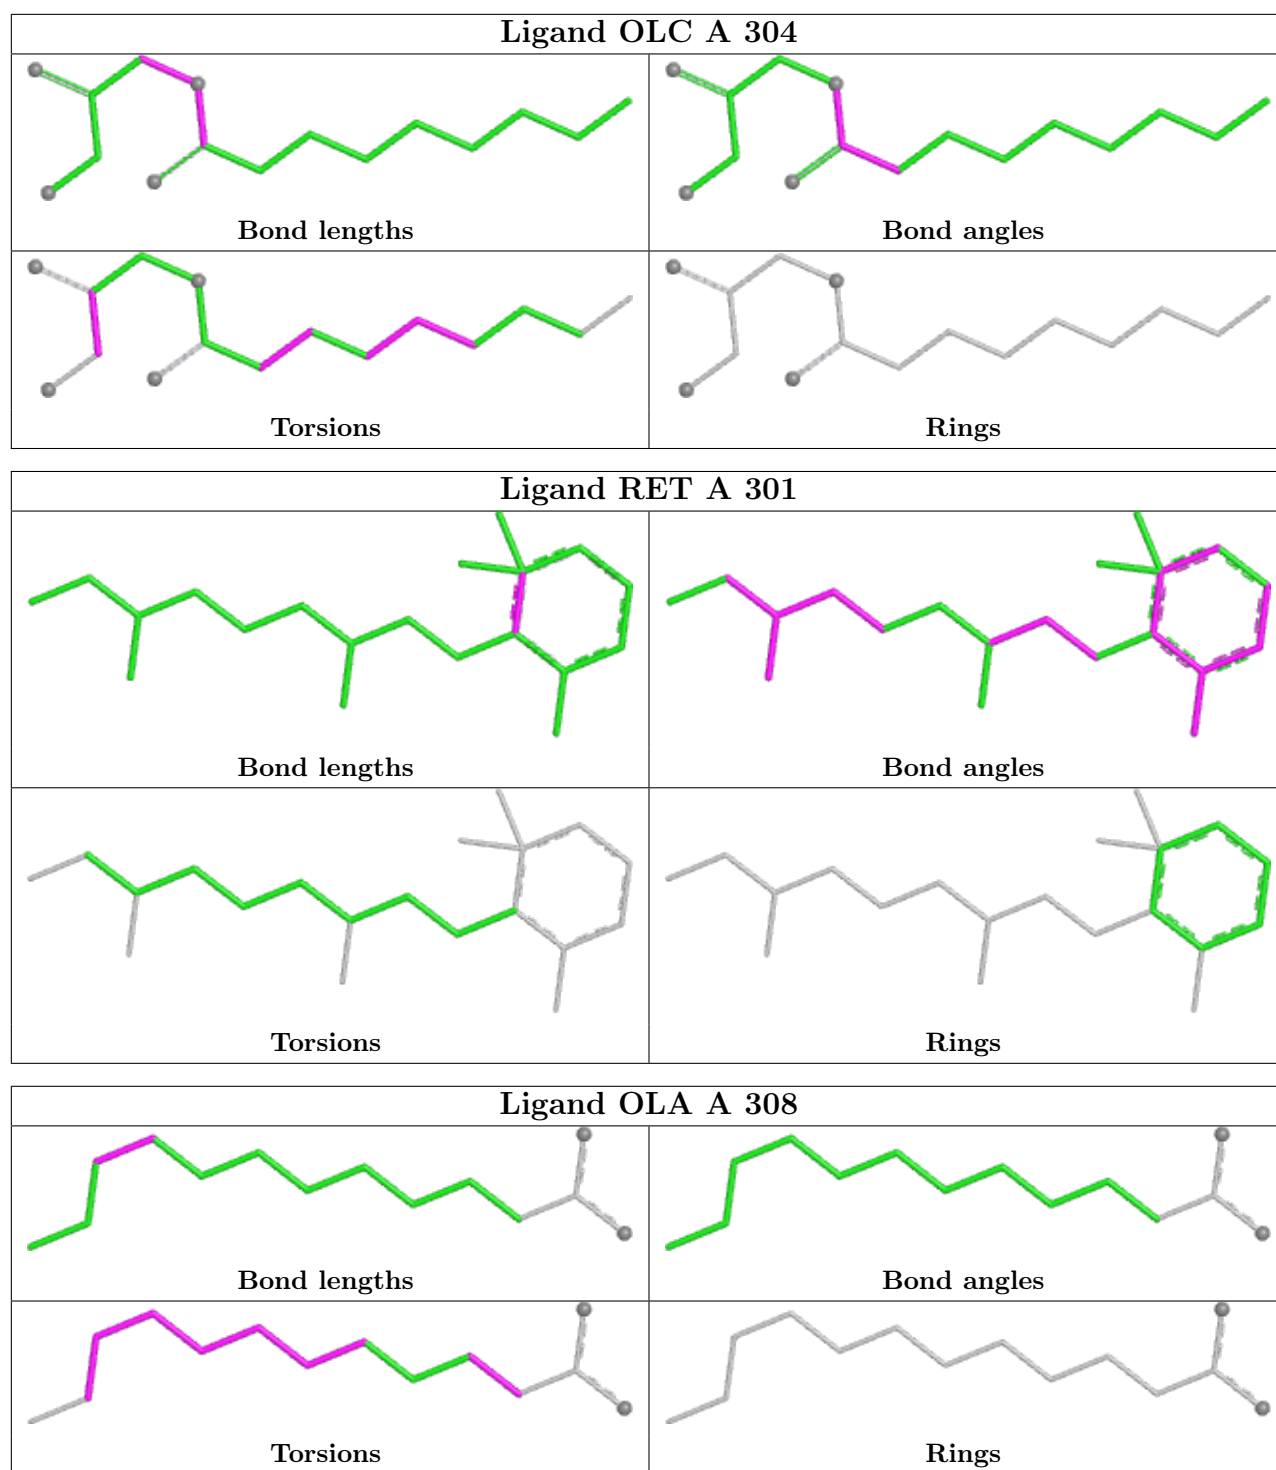 Ligand OLC A 304
Bond lengths
Bond angles
Torsions
Rings
Ligand RET A 301
Bond lengths
Bond angles
Torsions
Rings
Ligand OLA A 308
Bond lengths
Bond angles
Torsions
Rings